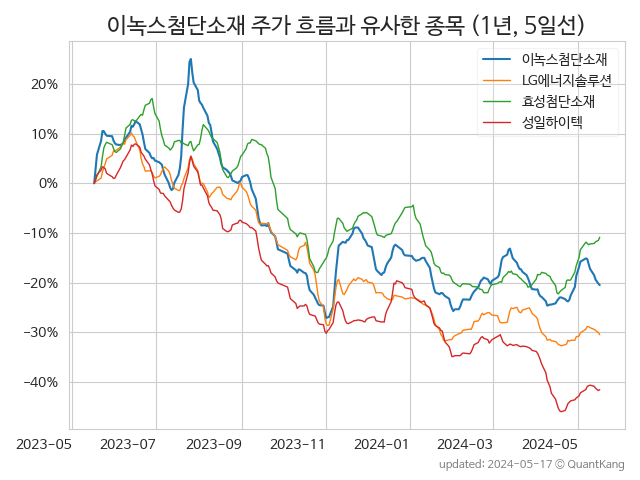 이녹스첨단소재 주가 흐름과 유사한 종목 (1년, 5일선)
이녹스첨단소재
LG에너지솔루션
효성첨단소재
성일하이텍
20%
10%
0%
−10%
−20%
−30%
−40%
2023-05 2023-07 2023-09 2023-11 2024-01 2024-03 2024-05
updated: 2024-05-17 © QuantKang